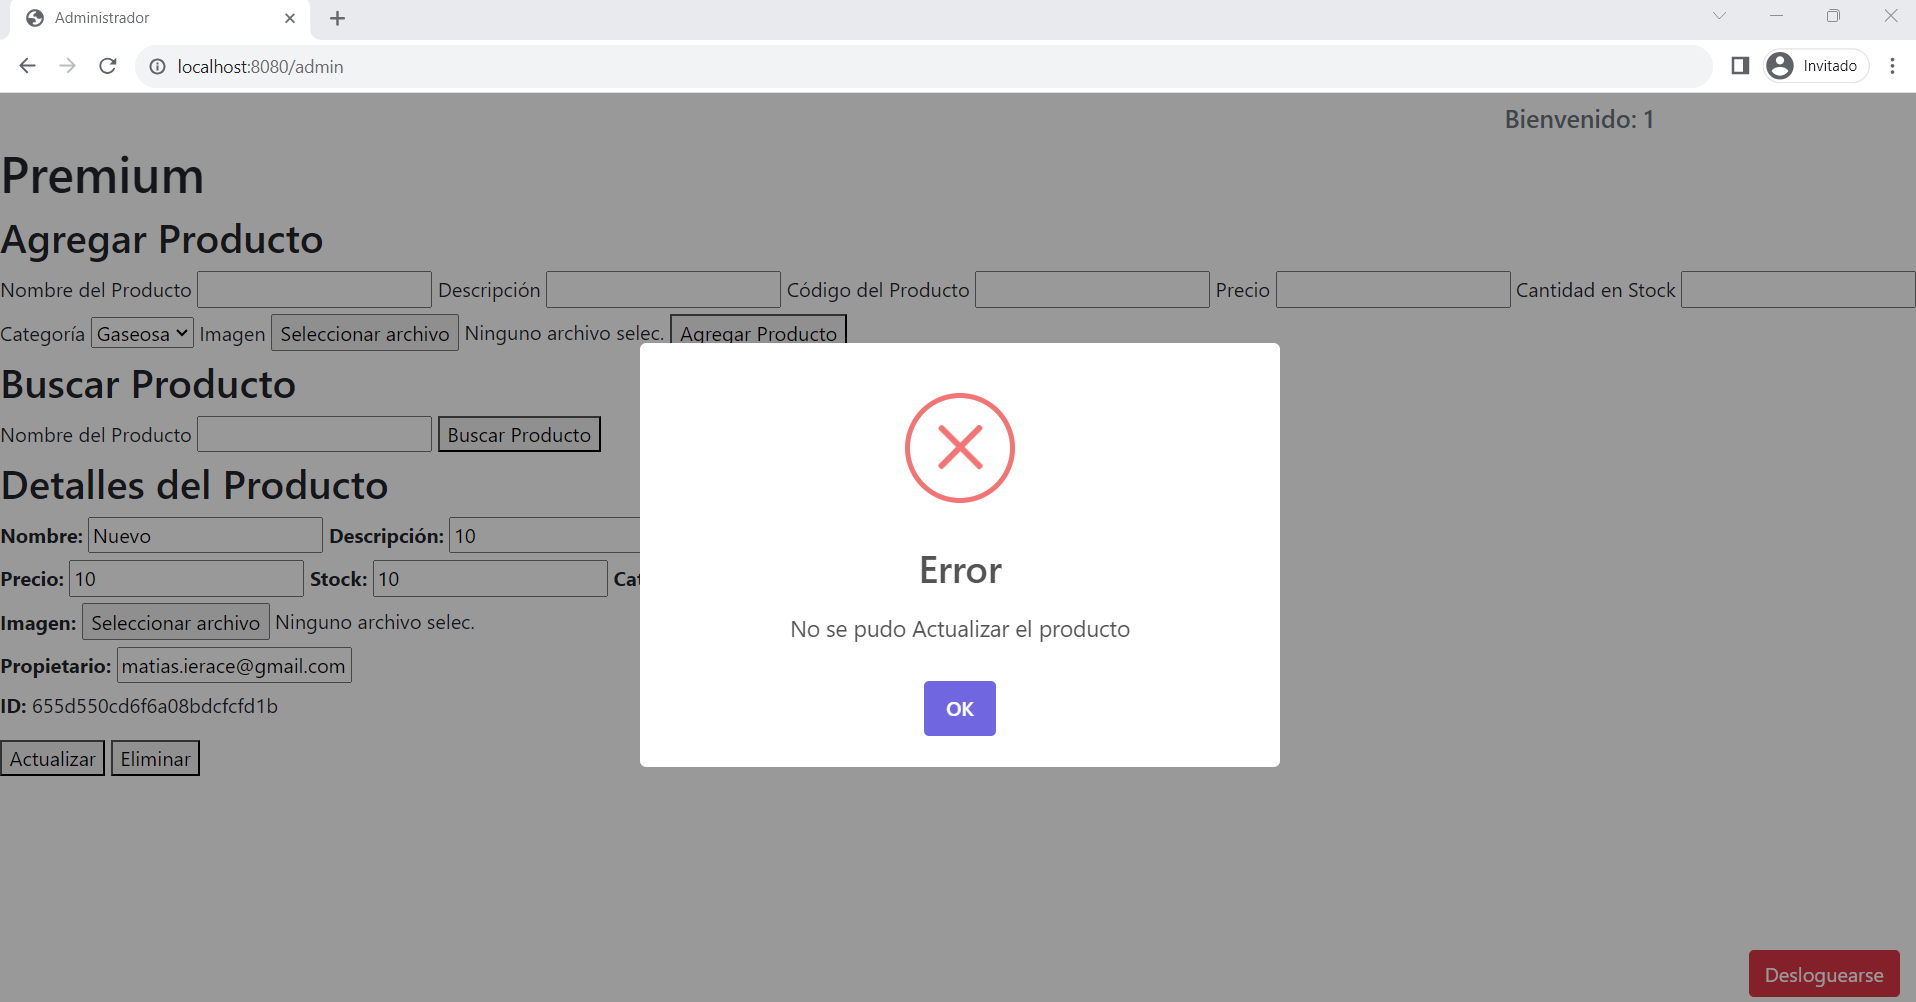 Administrador
localhost:8080/admin
Invitado
Bienvenido: 1
Premium
Agregar Producto
Nombre del Producto Descripción Código del Producto Precio Cantidad en Stock
Categoría Gaseosa Imagen Seleccionar archivo Ninguno archivo selec. Agregar Producto
Buscar Producto
Nombre del Producto Buscar Producto
Detalles del Producto
Nombre: Nuevo Descripción: 10
Precio: 10 Stock: 10
Imagen: Seleccionar archivo Ninguno archivo selec.
Propietario: matias.ierace@gmail.com
ID: 655d550cd6f6a08bdcfcfd1b
Actualizar Eliminar
Error
No se pudo Actualizar el producto
OK
Desloguearse